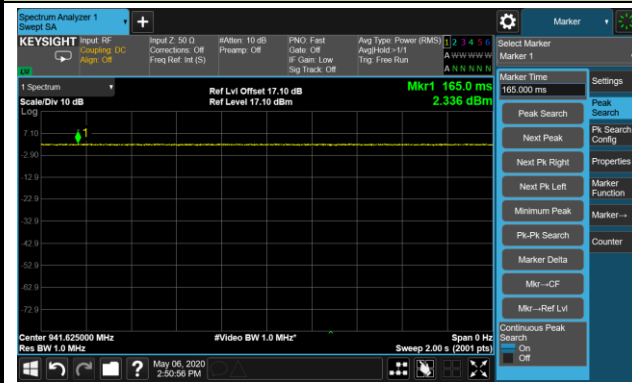 Spectrum Analyzer 1
Swept SA
Marker
KEYSIGHT
Input: RF
Coupling: DC
Align: Off
Input Z: 50 Ω
Corrections: Off
Freq Ref: Int (S)
#Atten: 10 dB
Preamp: Off
PNO: Fast
Gate: Off
IF Gain: Low
Sig Track: Off
Avg Type: Power (RMS)
Avg|Hold:>1/1
Trig: Free Run
1 2 3 4 5 6
A W W W W W
A N N N N N
LW
Select Marker
Marker 1
1 Spectrum
Scale/Div 10 dB
Log
Ref Lvl Offset 17.10 dB
Ref Level 17.10 dBm
Mkr1 165.0 ms
2.336 dBm
1
7.10
-2.90
-12.9
-22.9
-32.9
-42.9
-52.9
-62.9
-72.9
Center 941.625000 MHz
Res BW 1.0 MHz
#Video BW 1.0 MHz*
Span 0 Hz
Sweep 2.00 s (2001 pts)
Marker Time
165.000 ms
Peak Search
Next Peak
Next Pk Right
Next Pk Left
Minimum Peak
Pk-Pk Search
Marker Delta
Mkr→CF
Mkr→Ref Lvl
Continuous Peak
Search
On
Off
Settings
Peak
Search
Pk Search
Config
Properties
Marker
Function
Marker→
Counter
May 06, 2020
2:50:56 PM